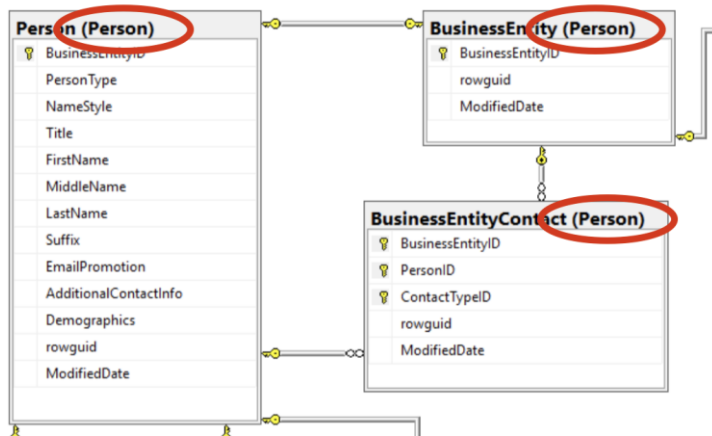 Person (Person)
BusinessEntityID
PersonType
NameStyle
Title
FirstName
MiddleName
LastName
Suffix
EmailPromotion
AdditionalContactInfo
Demographics
rowguid
ModifiedDate
BusinessEntity (Person)
BusinessEntityID
rowguid
ModifiedDate
BusinessEntityContact (Person)
BusinessEntityID
PersonID
ContactTypeID
rowguid
ModifiedDate